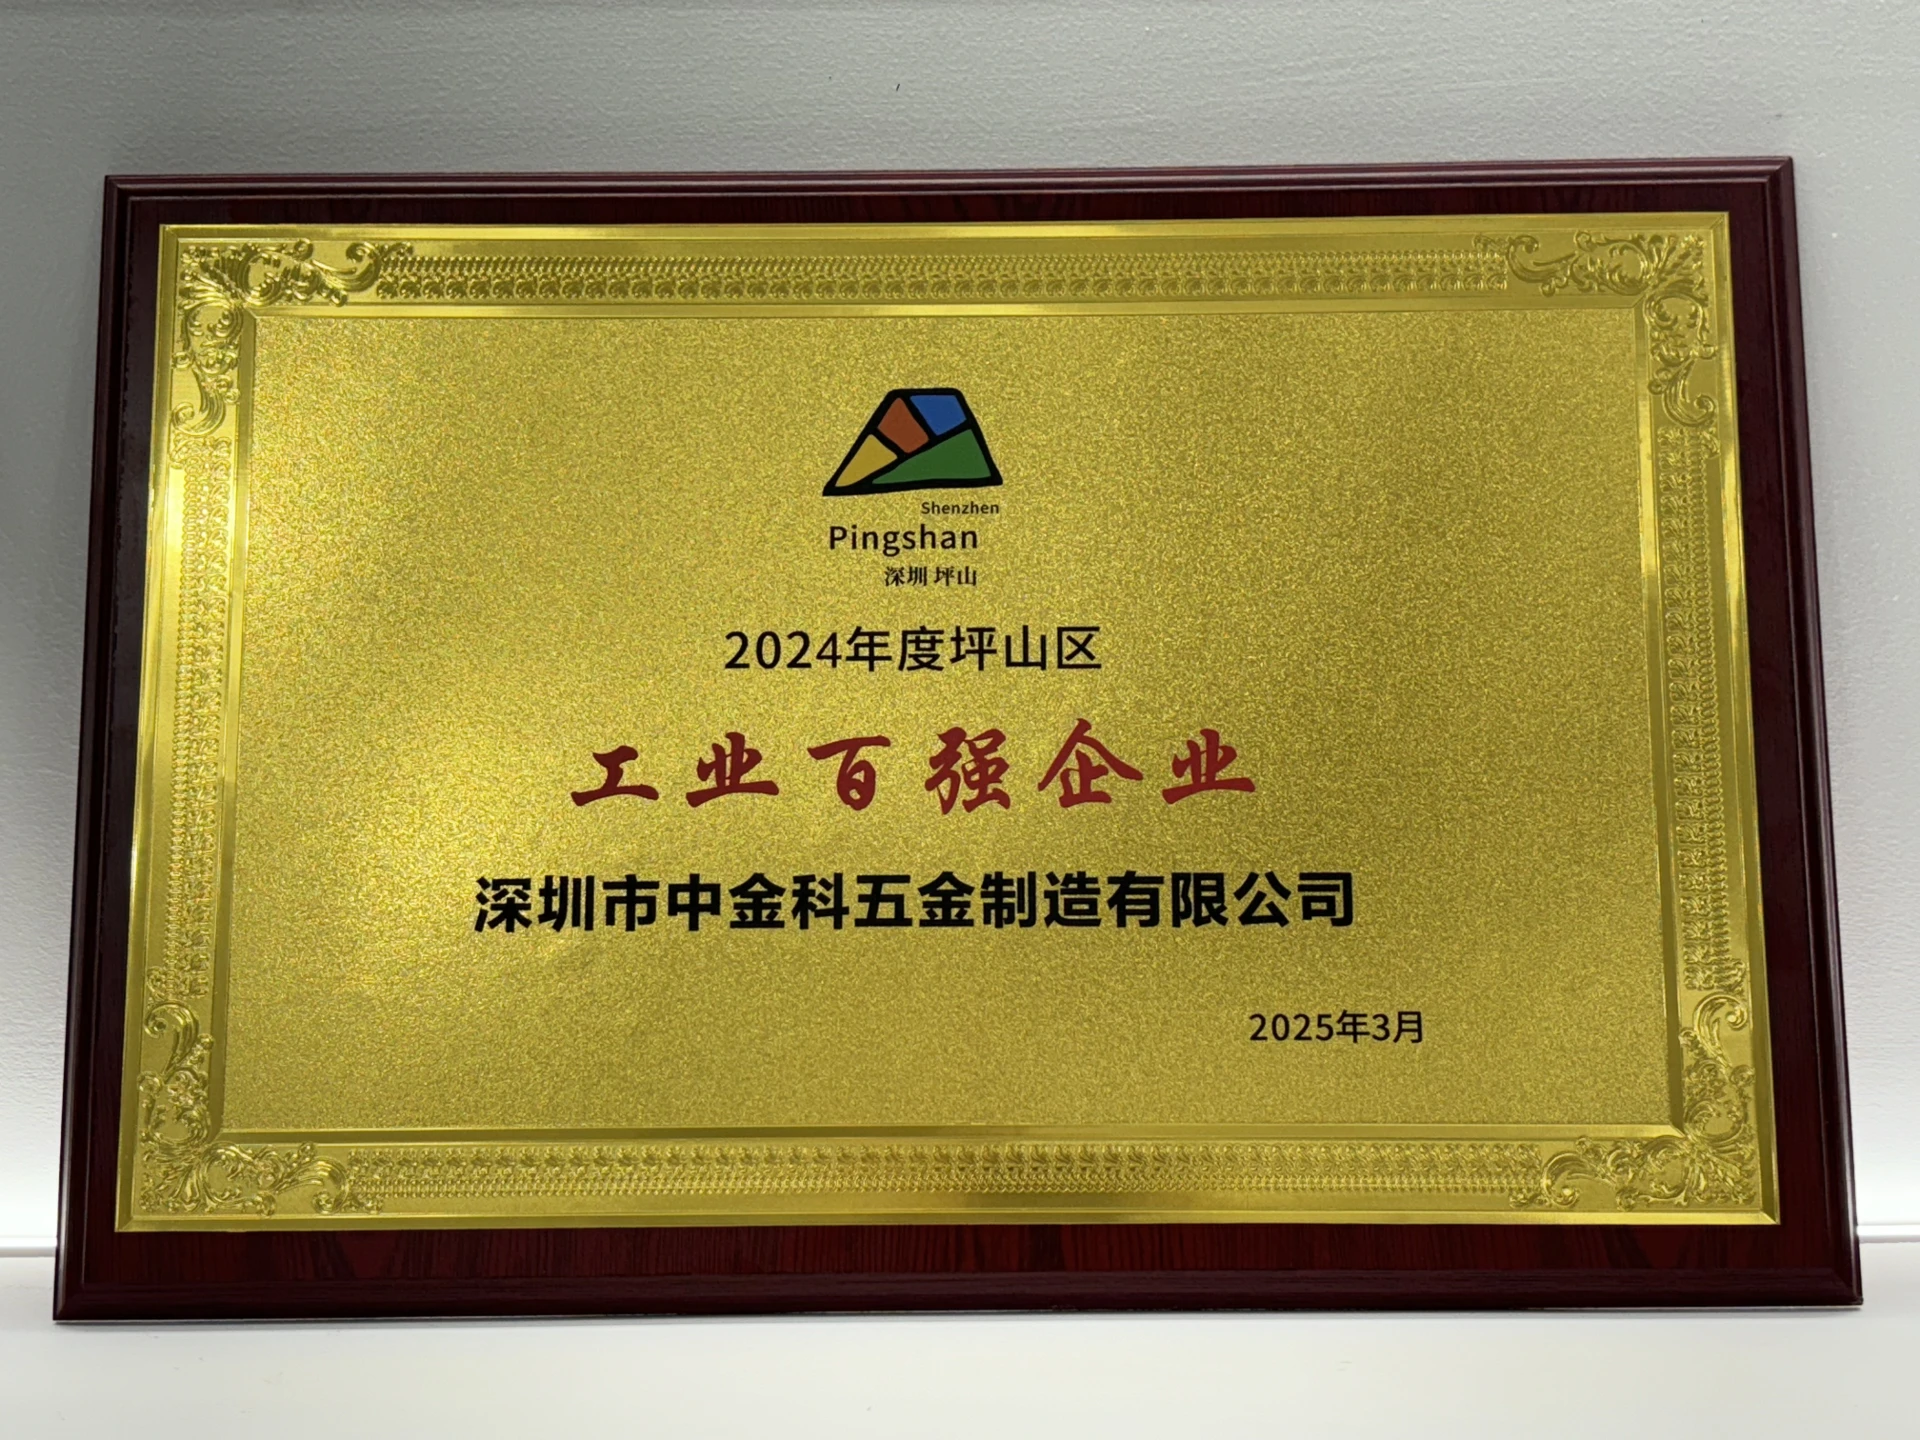 Shenzhen
Pingshan
深圳 坪山
2024年度坪山区
工业百强企业
深圳市中金科五金制造有限公司
2025年3月